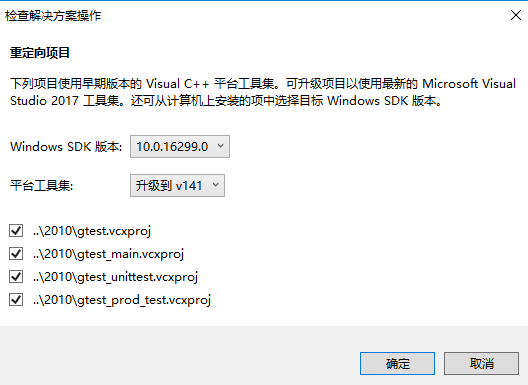 检查解决方案操作
重定向项目
下列项目使用早期版本的 Visual C++ 平台工具集。可升级项目以使用最新的 Microsoft Visual
Studio 2017 工具集。还可从计算机上安装的项中选择目标 Windows SDK 版本。
Windows SDK 版本: 10.0.16299.0
平台工具集: 升级到 v141
..\2010\gtest.vcxproj
..\2010\gtest_main.vcxproj
..\2010\gtest_unittest.vcxproj
..\2010\gtest_prod_test.vcxproj
确定 取消